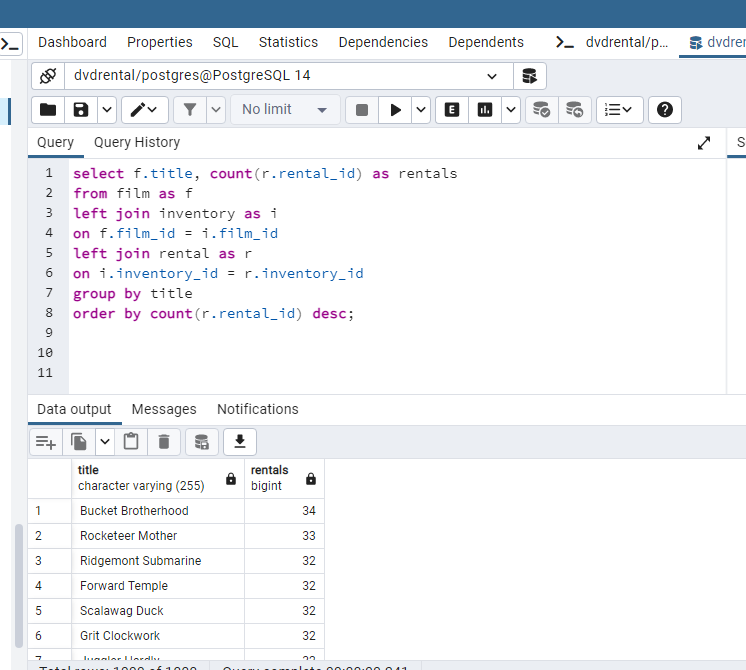 Dashboard Properties SQL Statistics Dependencies Dependents dvdrental/p... dvdren
dvdrental/postgres@PostgreSQL 14
No limit
E
Query Query History S
1 select f.title, count(r.rental_id) as rentals
2 from film as f
3 left join inventory as i
4 on f.film_id = i.film_id
5 left join rental as r
6 on i.inventory_id = r.inventory_id
7 group by title
8 order by count(r.rental_id) desc;
9
10
11
Data output Messages Notifications
title rentals
character varying (255) bigint
1 Bucket Brotherhood 34
2 Rocketeer Mother 33
3 Ridgemont Submarine 32
4 Forward Temple 32
5 Scalawag Duck 32
6 Grit Clockwork 32
7 Juggler Hardly 32
Total rows: 1000 of 1000 Query complete